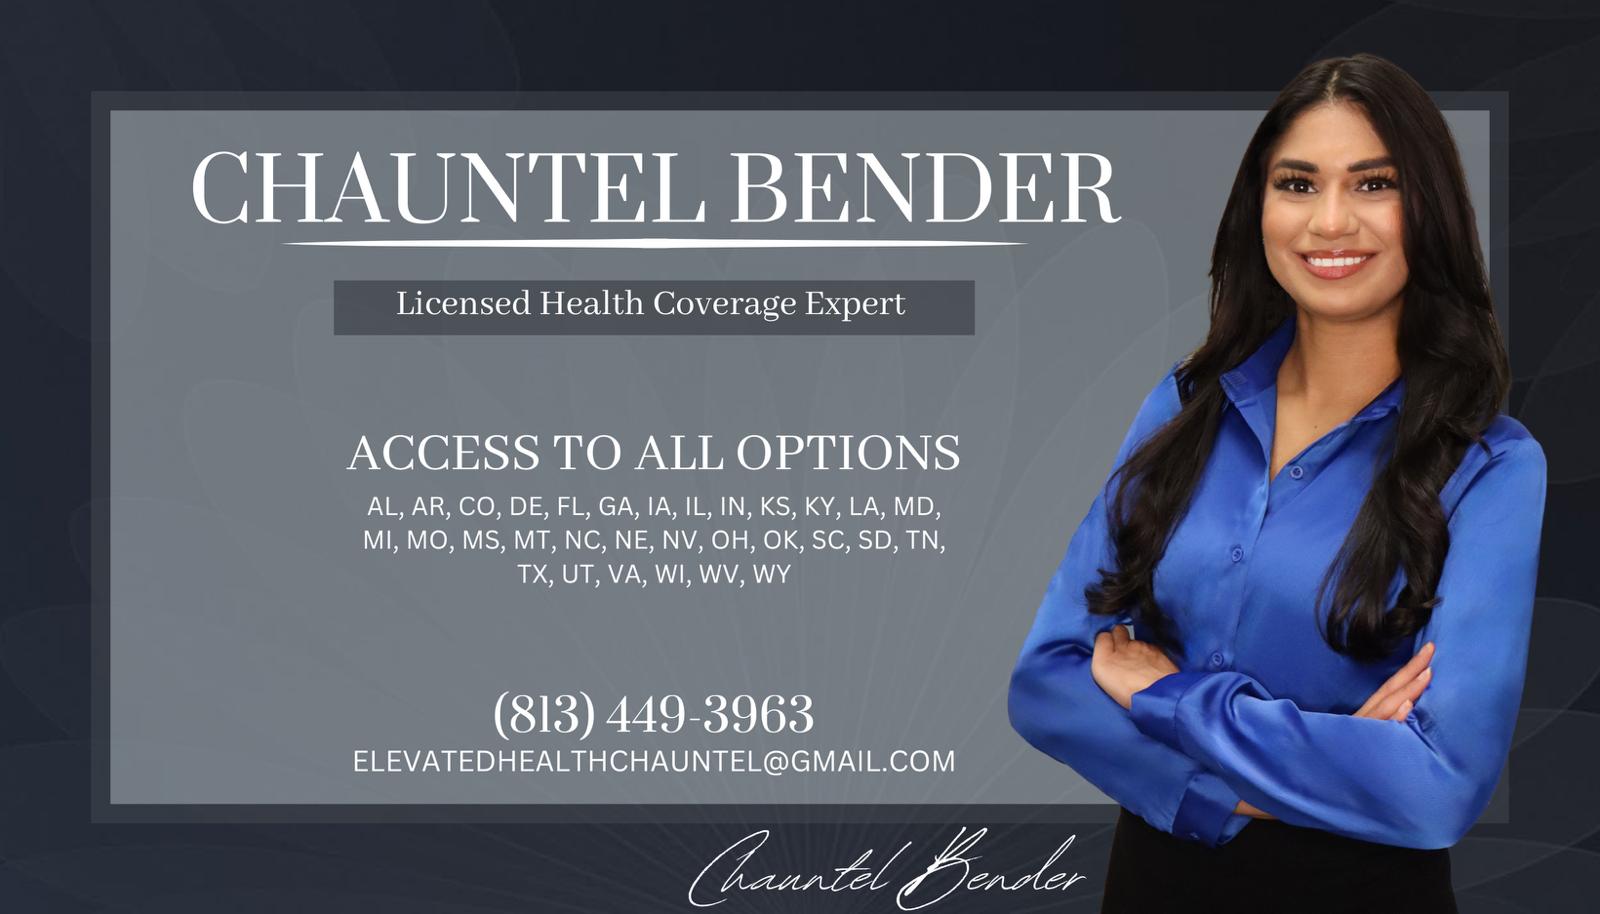 CHAUNTEL BENDER
Licensed Health Coverage Expert
ACCESS TO ALL OPTIONS
AL, AR, CO, DE, FL, GA, IA, IL, IN, KS, KY, LA, MD,
MI, MO, MS, MT, NC, NE, NV, OH, OK, SC, SD, TN,
TX, UT, VA, WI, WV, WY
(813) 449-3963
ELEVATEDHEALTHCHAUNTEL@GMAIL.COM
Chauntel Bender